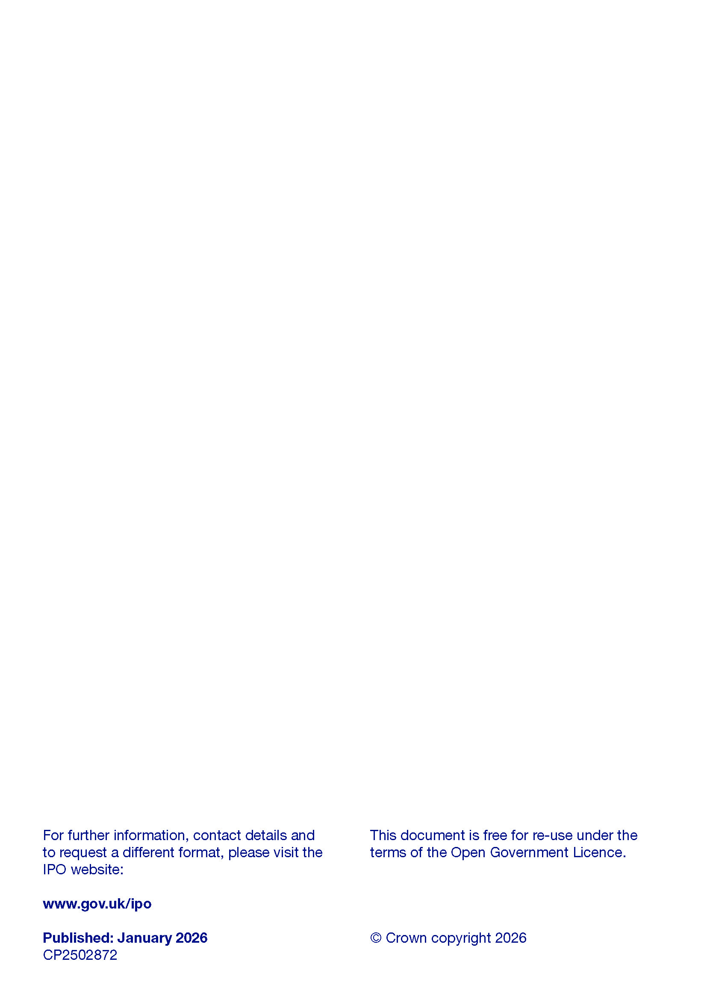 For further information, contact details and
to request a different format, please visit the
IPO website:
www.gov.uk/ipo
Published: January 2026
CP2502872
This document is free for re-use under the
terms of the Open Government Licence.
© Crown copyright 2026